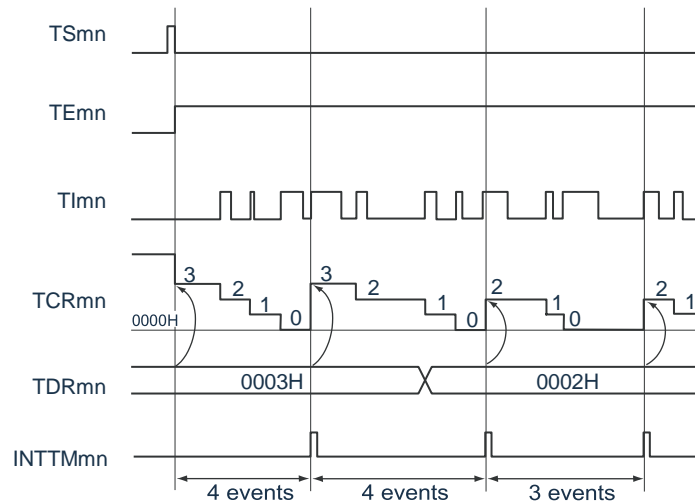 TSmn
TEmn
TImn
TCRmn
3
2
1
0
3
2
1
0
2
1
0
2
1
0000H
TDRmn
0003H
0002H
INTTMmn
4 events
4 events
3 events